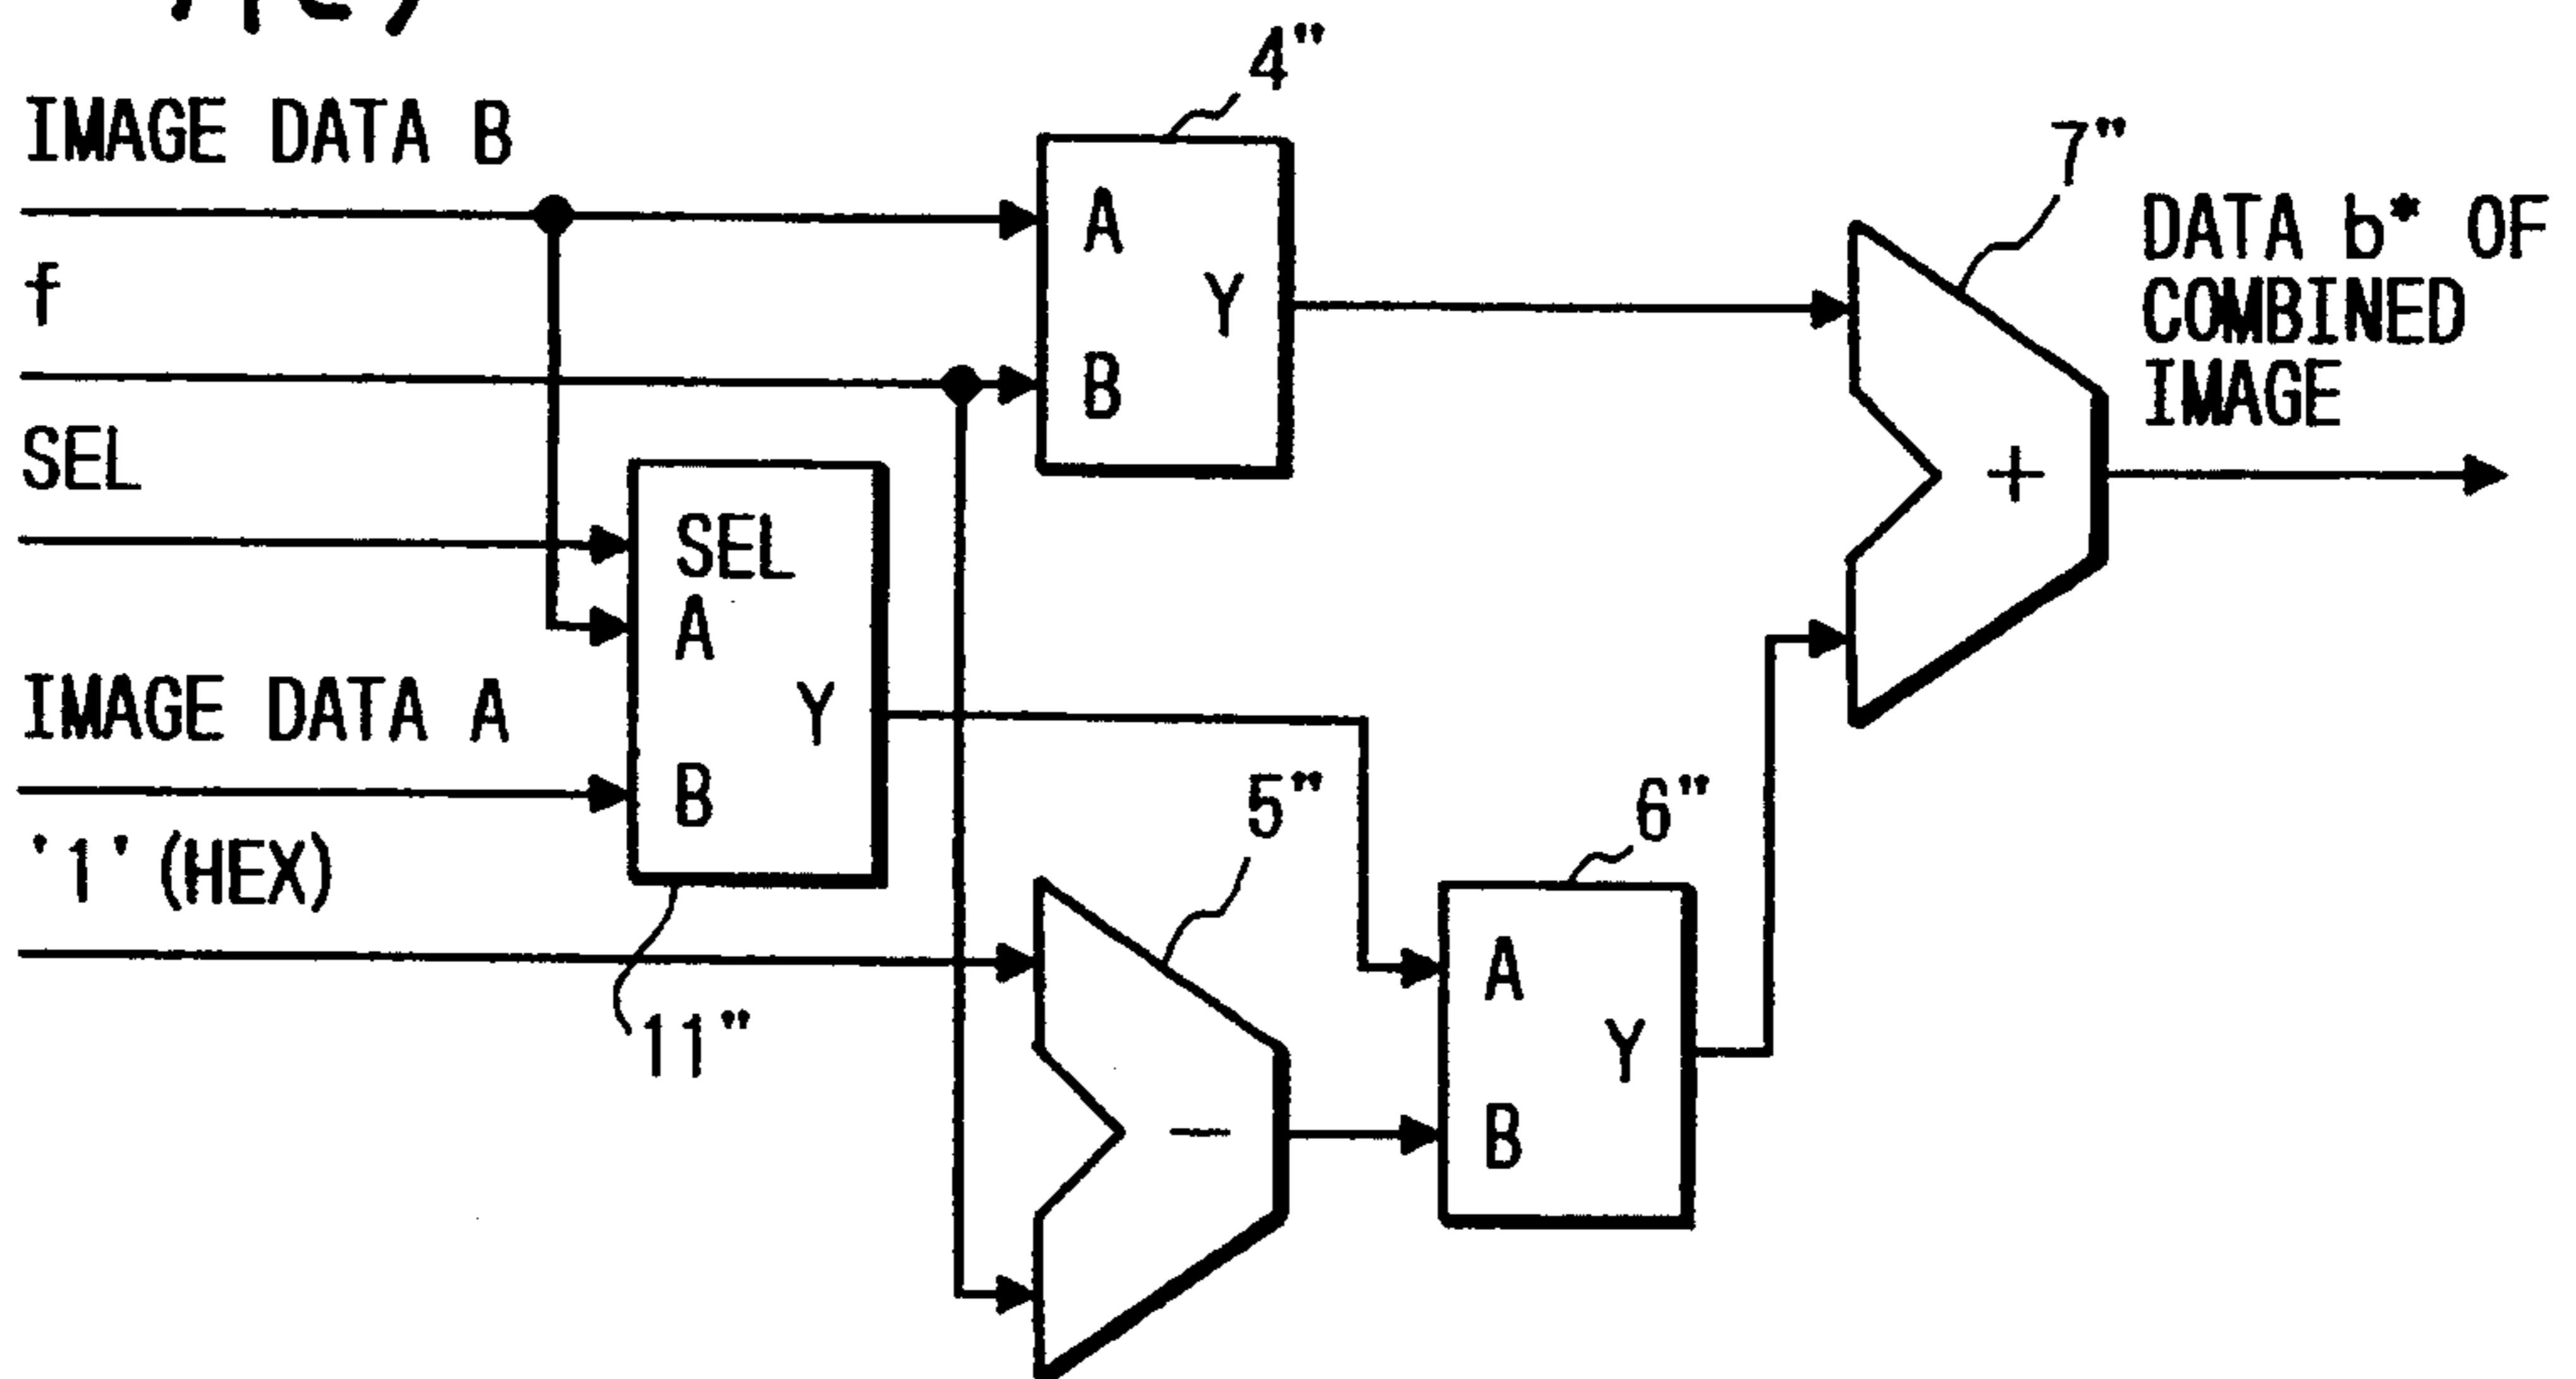 IMAGE DATA B
f
SEL
IMAGE DATA A
'1' (HEX)
4"
A
B
Y
SEL
A
B
Y
11"
5"
−
6"
A
B
Y
7"
+
DATA b* OF
COMBINED
IMAGE